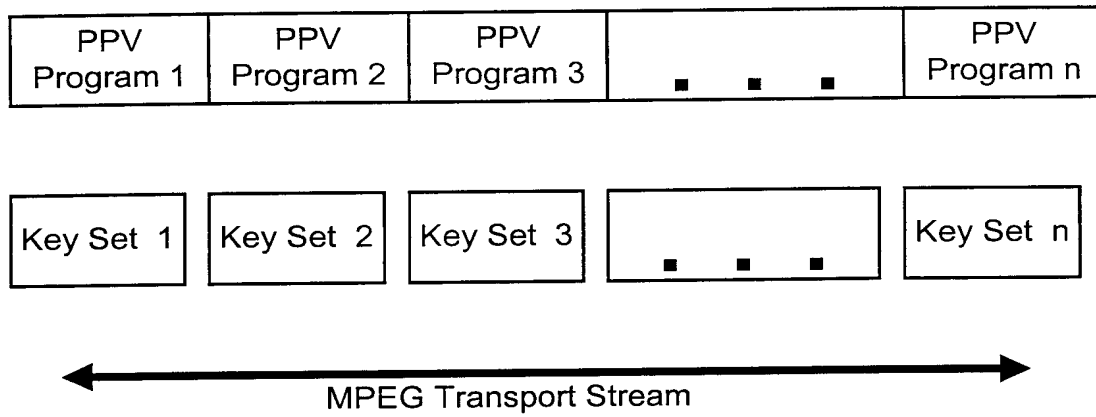 PPV
Program 1
PPV
Program 2
PPV
Program 3
. . .
PPV
Program n
Key Set 1
Key Set 2
Key Set 3
. . .
Key Set n
MPEG Transport Stream